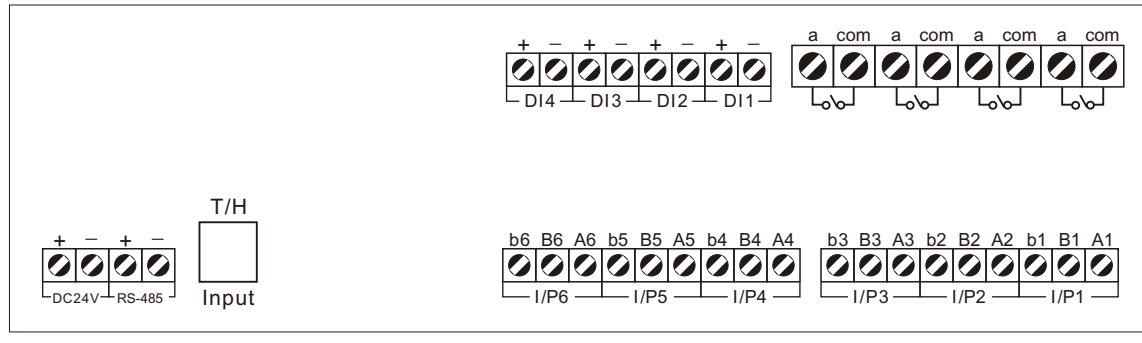 + − + − + − + −
DI4 DI3 DI2 DI1
a com a com a com a com
T/H
Input
+ − + −
DC24V RS-485
b6 B6 A6 b5 B5 A5 b4 B4 A4
I/P6 I/P5 I/P4
b3 B3 A3 b2 B2 A2 b1 B1 A1
I/P3 I/P2 I/P1